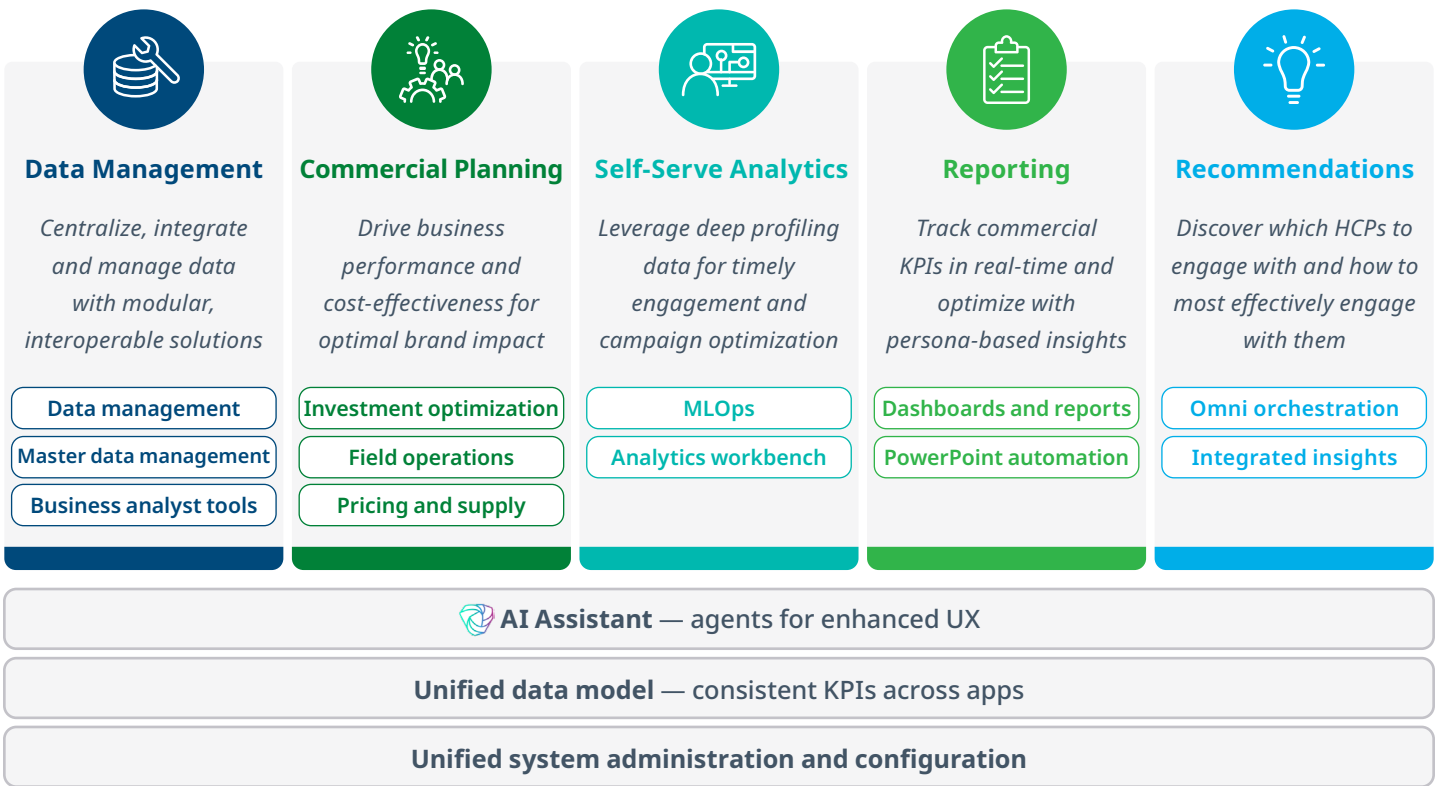 Data Management
Centralize, integrate
and manage data
with modular,
interoperable solutions
Data management
Master data management
Business analyst tools
Commercial Planning
Drive business
performance and
cost-effectiveness for
optimal brand impact
Investment optimization
Field operations
Pricing and supply
Self-Serve Analytics
Leverage deep profiling
data for timely
engagement and
campaign optimization
MLOps
Analytics workbench
Reporting
Track commercial
KPIs in real-time and
optimize with
persona-based insights
Dashboards and reports
PowerPoint automation
Recommendations
Discover which HCPs to
engage with and how to
most effectively engage
with them
Omni orchestration
Integrated insights
AI Assistant — agents for enhanced UX
Unified data model — consistent KPIs across apps
Unified system administration and configuration